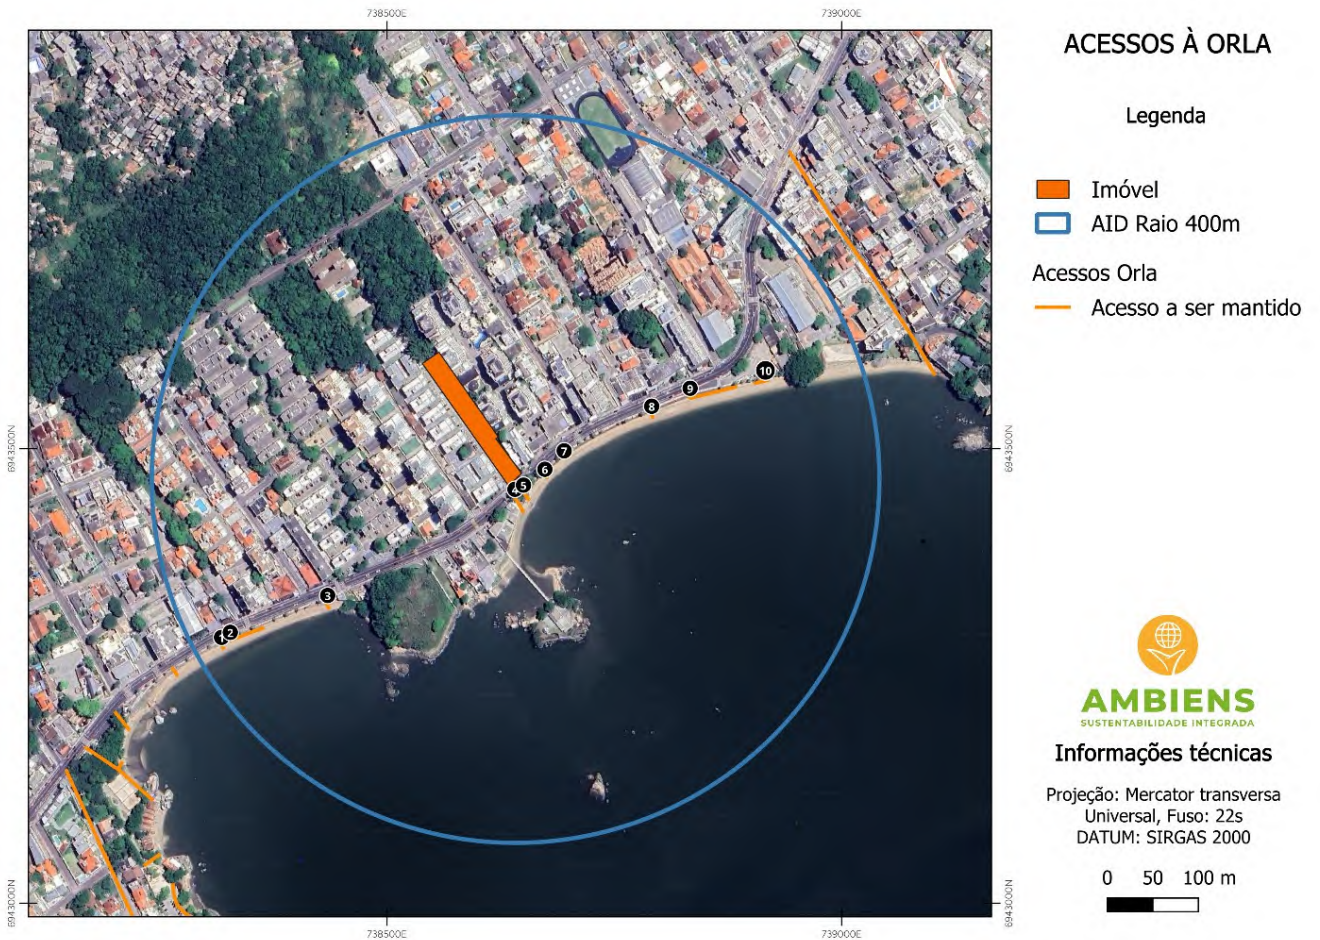 738500E
739000E
ACESSOS À ORLA
Legenda
Imóvel
AID Raio 400m
Acessos Orla
Acesso a ser mantido
10
9
8
7
6
5
4
3
2
1
6943500N
6943500N
AMBIENS
SUSTENTABILIDADE INTEGRADA
Informações técnicas
Projeção: Mercator transversa
Universal, Fuso: 22s
DATUM: SIRGAS 2000
0 50 100 m
6943000N
6943000N
738500E
739000E